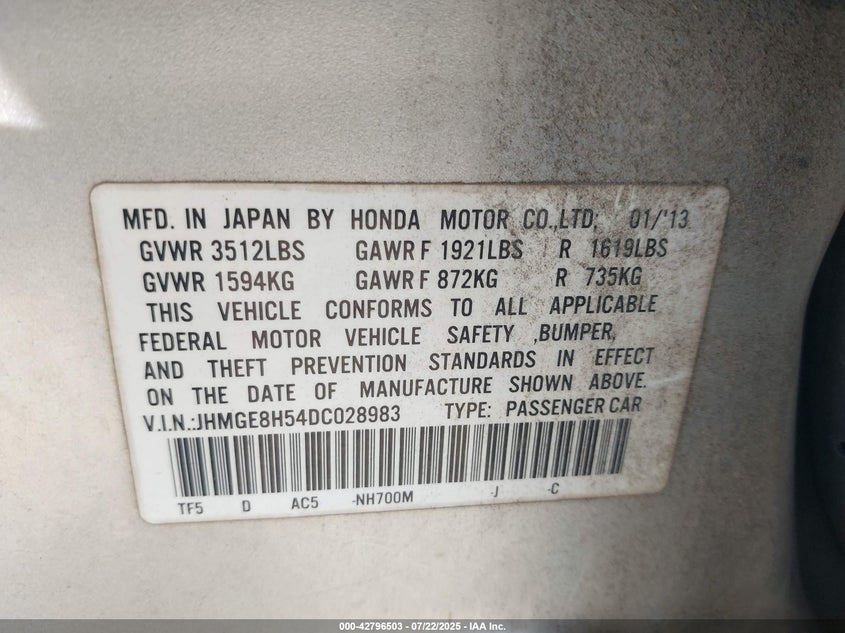 MFD. IN JAPAN BY HONDA MOTOR CO.,LTD. 01/'13
GVWR 3512LBS GAWR F 1921LBS R 1619LBS
GVWR 1594KG GAWR F 872KG R 735KG
THIS VEHICLE CONFORMS TO ALL APPLICABLE
FEDERAL MOTOR VEHICLE SAFETY ,BUMPER,
AND THEFT PREVENTION STANDARDS IN EFFECT
ON THE DATE OF MANUFACTURE SHOWN ABOVE.
V.I.N.:JHMGE8H54DC028983 TYPE: PASSENGER CAR
TF5 D AC5 -NH700M -J -C
000-42796503 - 07/22/2025 - IAA Inc.